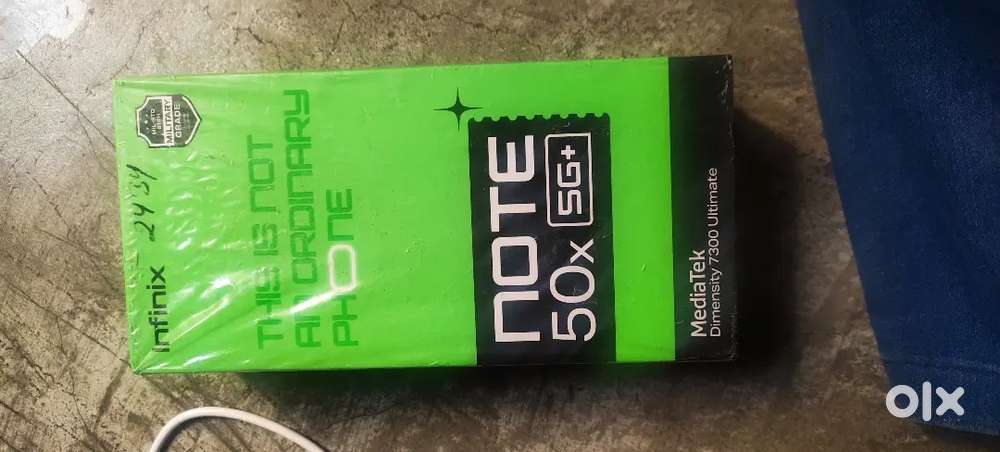 Infinix
2434
MILITARY
GRADE
THIS IS NOT
AN ORDINARY
PHONE
NOTE
50x 5G+
MediaTek
Dimensity 7300 Ultimate
olx